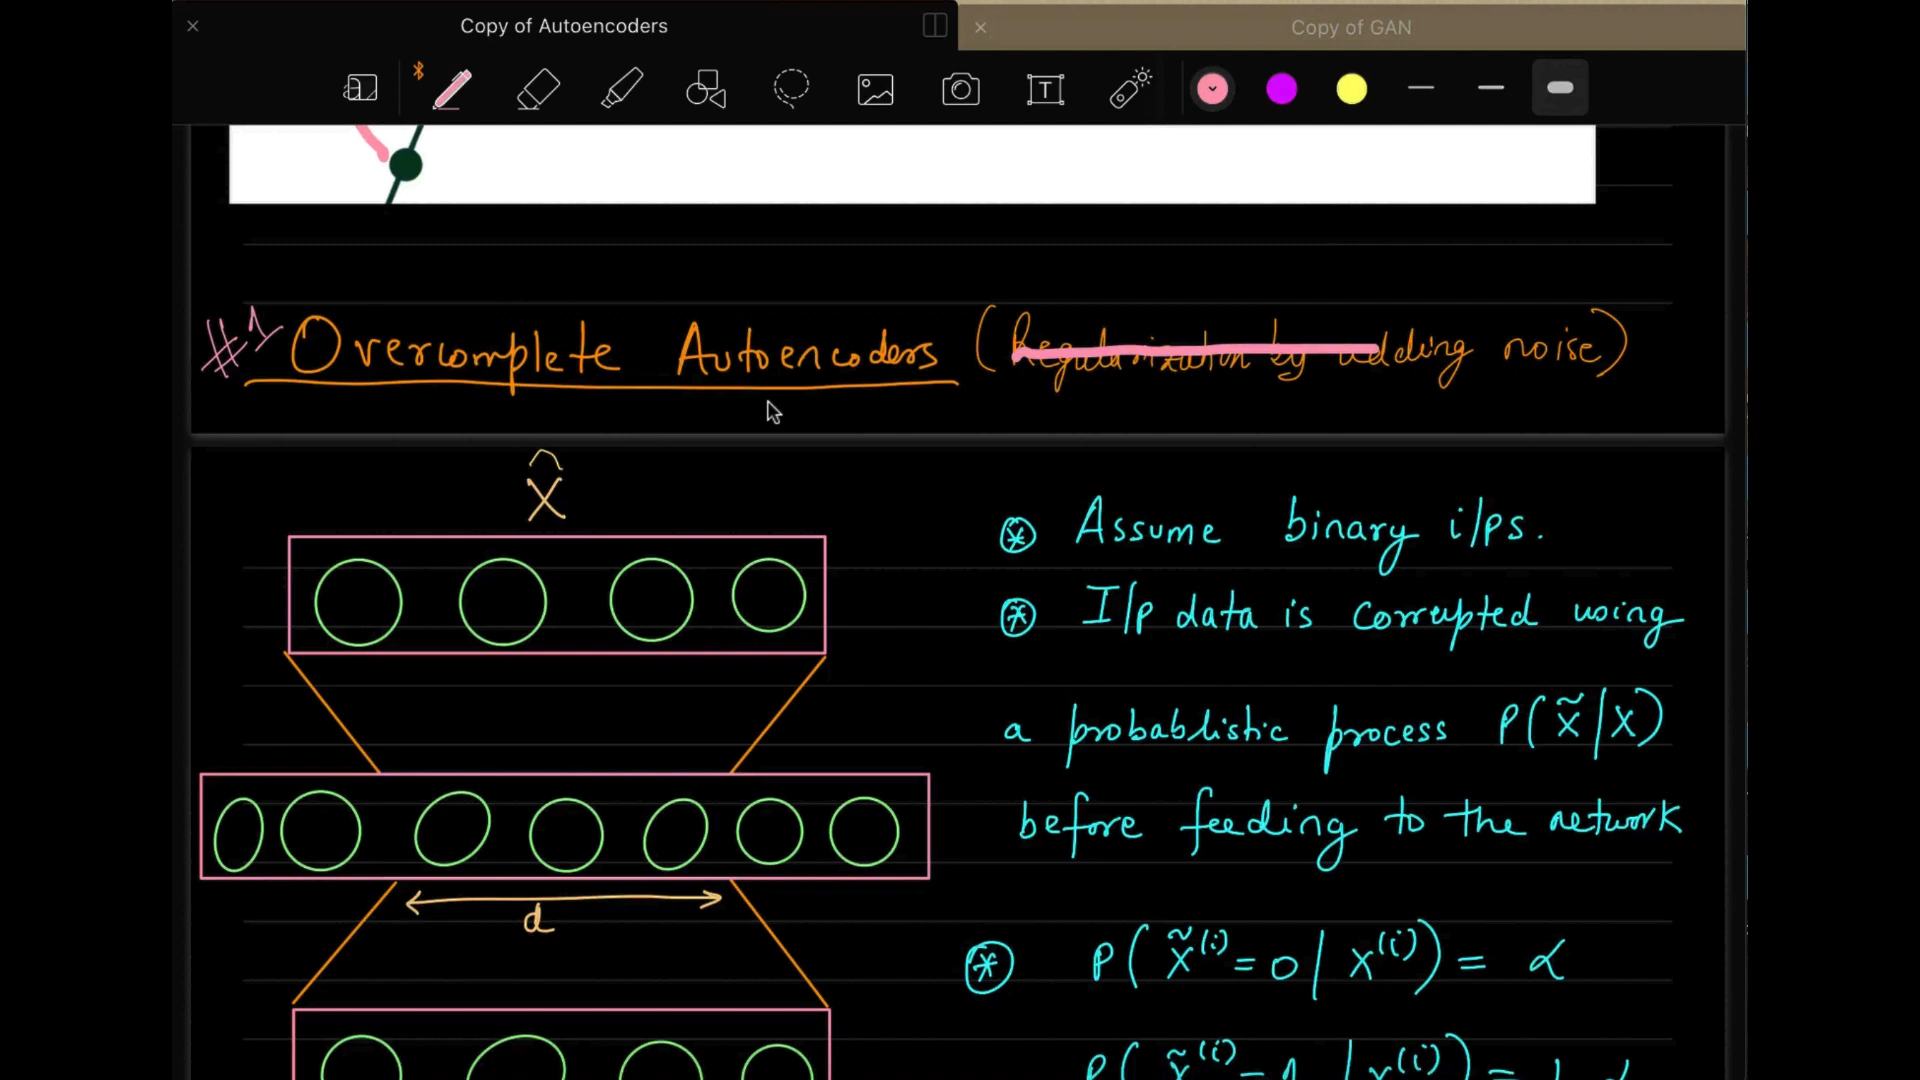 Copy of Autoencoders
Copy of GAN
a
T
#1 Overcomplete Autoencoders (Regularization by adding noise)
X̂
⊛ Assume binary i/ps.
⊛ I/p data is corrupted using
a probablistic process P(x̃/x)
before feeding to the network
d
⊛ P(x̃⁽ⁱ⁾=0 | x⁽ⁱ⁾) = α